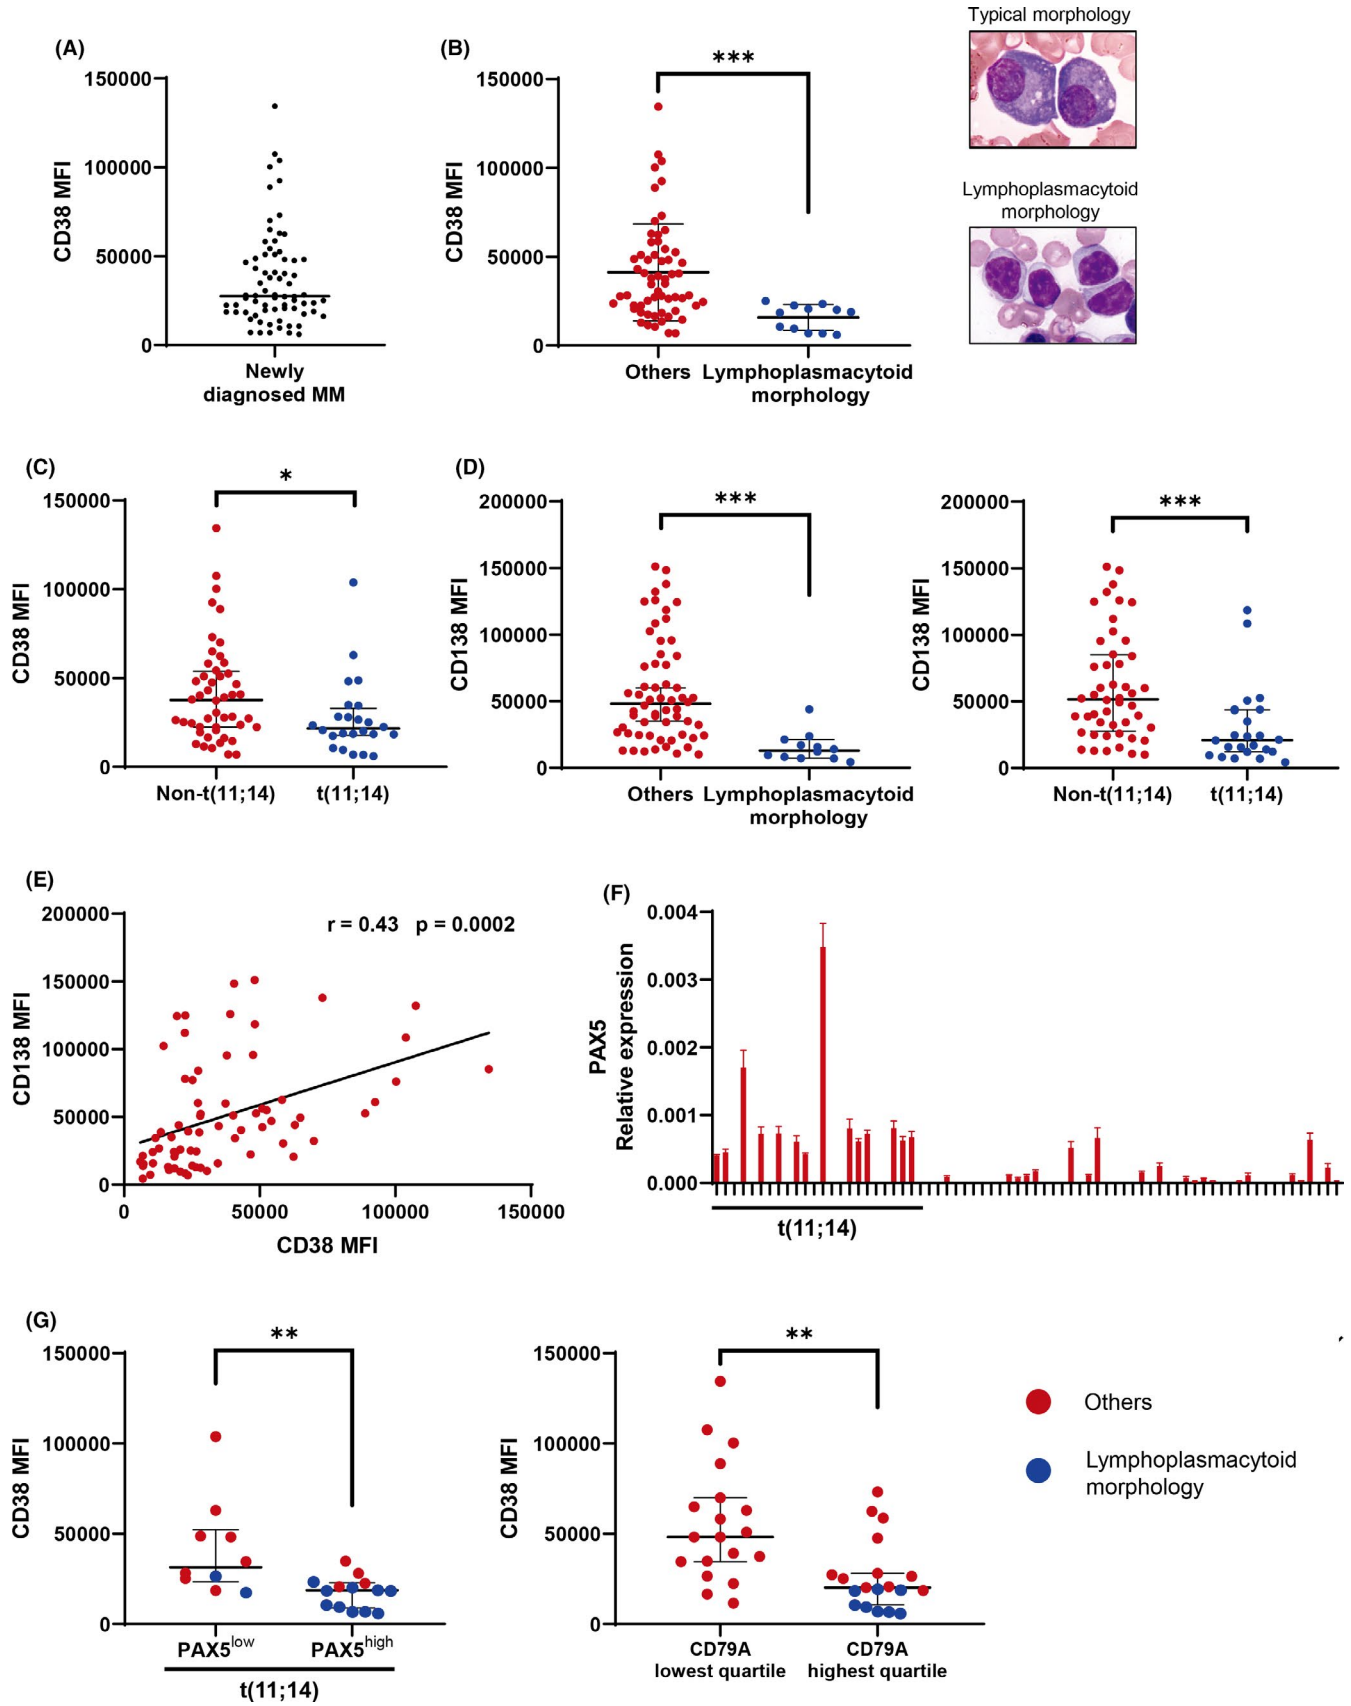 Typical morphology
(A)
(B)
***
150000
100000
50000
0
CD38 MFI
Newly
diagnosed MM
150000
100000
50000
0
CD38 MFI
Others
Lymphoplasmacytoid
morphology
Lymphoplasmacytoid
morphology
(C)
*
150000
100000
50000
0
CD38 MFI
Non-t(11;14)
t(11;14)
(D)
***
200000
150000
100000
50000
0
CD138 MFI
Others
Lymphoplasmacytoid
morphology
***
200000
150000
100000
50000
0
CD138 MFI
Non-t(11;14)
t(11;14)
(E)
r = 0.43 p = 0.0002
200000
150000
100000
50000
0
CD138 MFI
0
50000
100000
150000
CD38 MFI
(F)
0.004
0.003
0.002
0.001
0.000
PAX5
Relative expression
t(11;14)
(G)
**
150000
100000
50000
0
CD38 MFI
PAX5low
PAX5high
t(11;14)
**
150000
100000
50000
0
CD38 MFI
CD79A
lowest quartile
CD79A
highest quartile
Others
Lymphoplasmacytoid
morphology